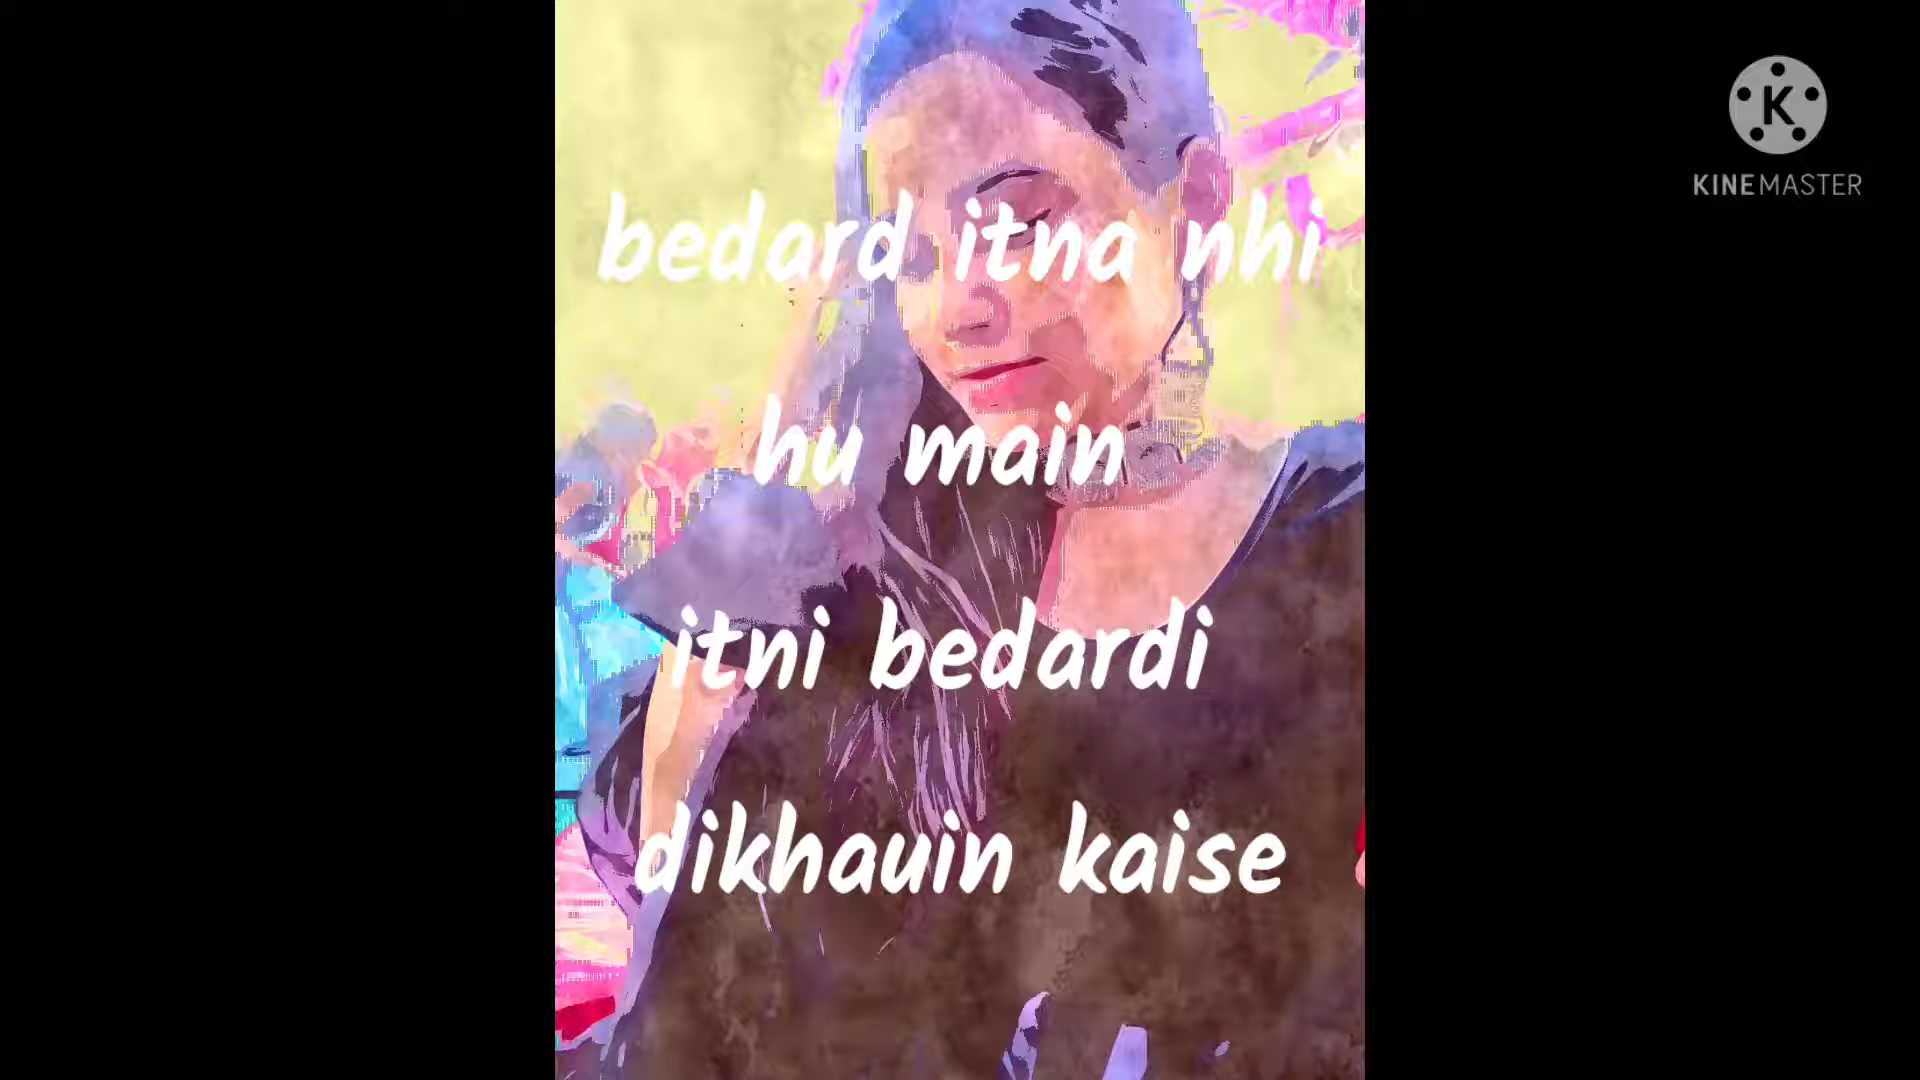 bedard itna nhi
hu main
itni bedardi
dikhauin kaise
K
KINEMASTER